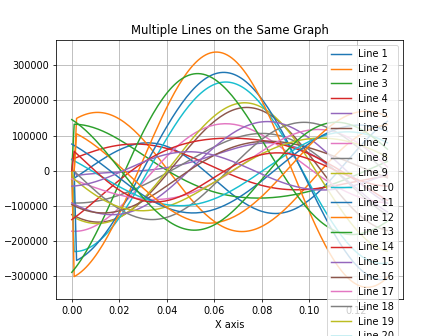 Multiple Lines on the Same Graph
300000
200000
100000
0
−100000
−200000
−300000
0.00
0.02
0.04
0.06
0.08
0.10
X axis
Line 1
Line 2
Line 3
Line 4
Line 5
Line 6
Line 7
Line 8
Line 9
Line 10
Line 11
Line 12
Line 13
Line 14
Line 15
Line 16
Line 17
Line 18
Line 19
Line 20